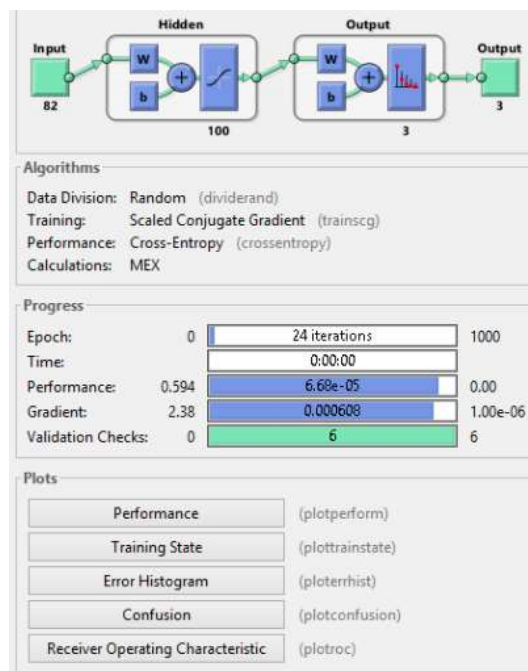 Hidden Output
Input Output
W W
b b
82 100 3 3
Algorithms
Data Division: Random (dividerand)
Training: Scaled Conjugate Gradient (trainscg)
Performance: Cross-Entropy (crossentropy)
Calculations: MEX
Progress
Epoch: 0 24 iterations 1000
Time: 0:00:00
Performance: 0.594 6.68e-05 0.00
Gradient: 2.38 0.000608 1.00e-06
Validation Checks: 0 6 6
Plots
Performance (plotperform)
Training State (plottrainstate)
Error Histogram (ploterrhist)
Confusion (plotconfusion)
Receiver Operating Characteristic (plotroc)